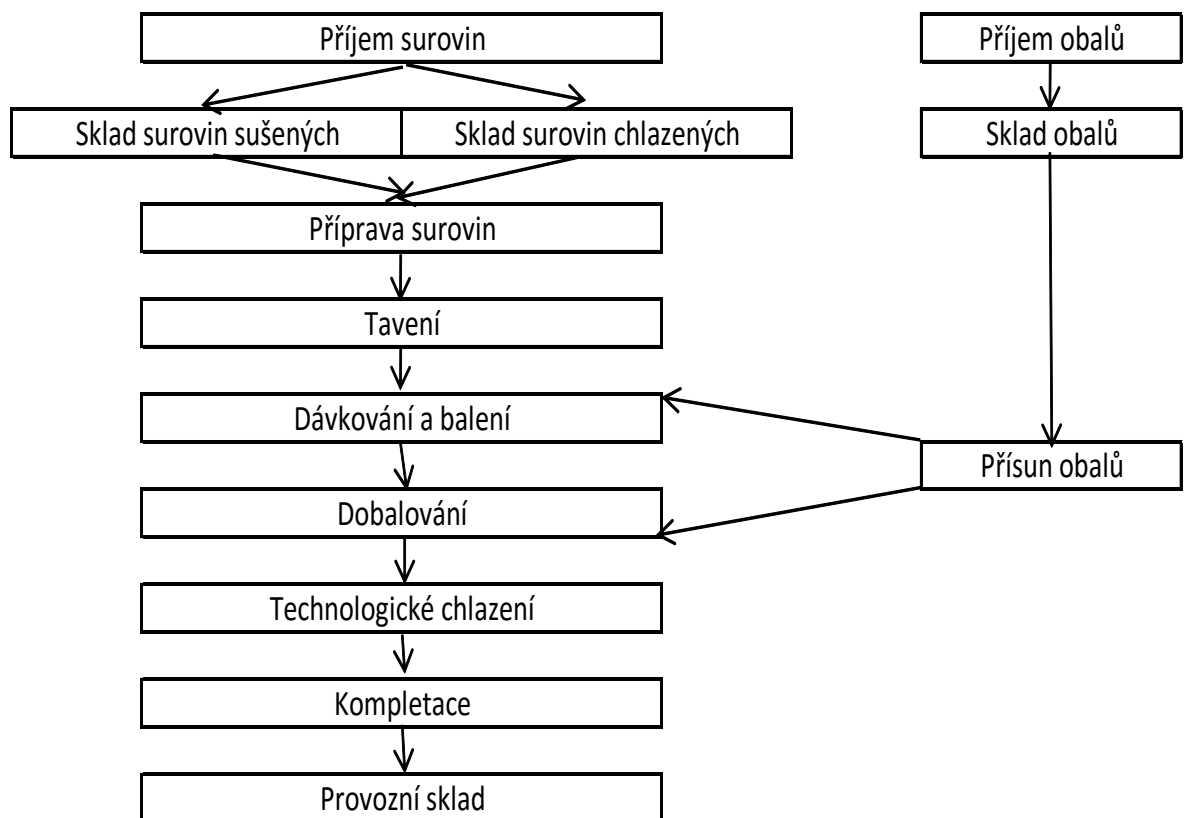 Příjem surovin
Příjem obalů
Sklad surovin sušených
Sklad surovin chlazených
Sklad obalů
Příprava surovin
Tavení
Dávkování a balení
Přísun obalů
Dobalování
Technologické chlazení
Kompletace
Provozní sklad